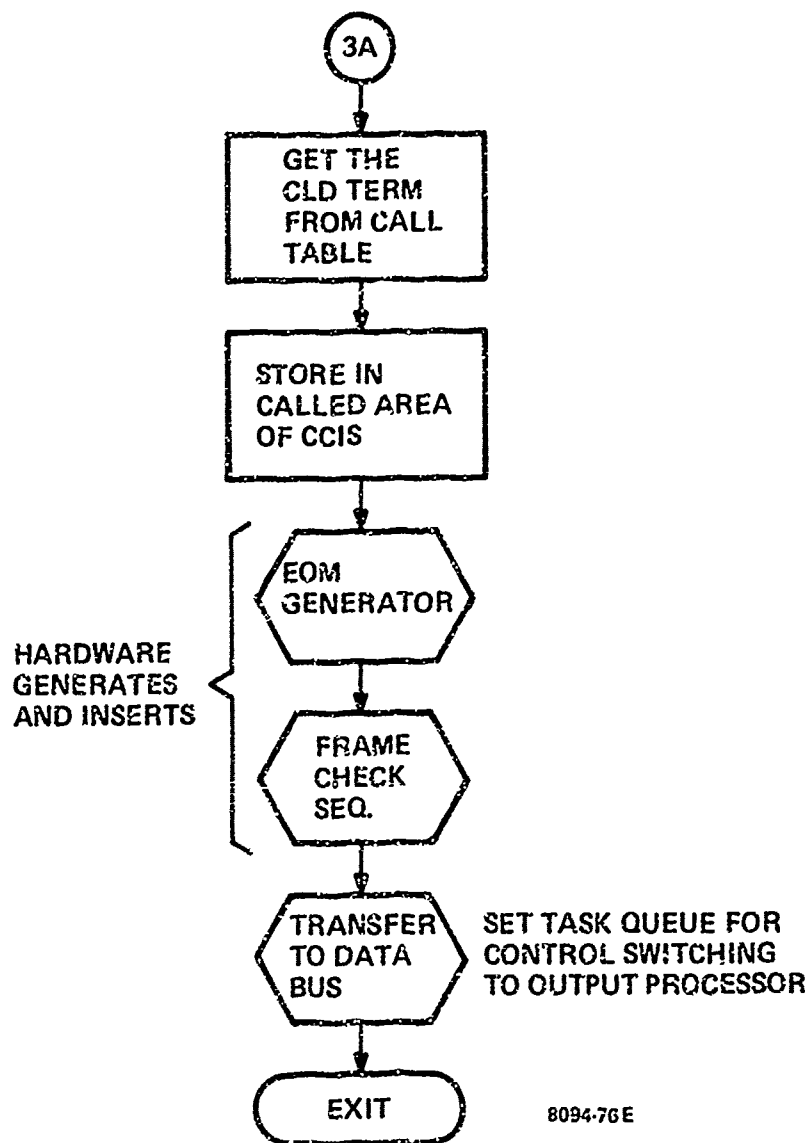 3A
GET THE
CLD TERM
FROM CALL
TABLE
STORE IN
CALLED AREA
OF CCIS
EOM
GENERATOR
HARDWARE
GENERATES
AND INSERTS
FRAME
CHECK
SEQ.
TRANSFER
TO DATA
BUS
SET TASK QUEUE FOR
CONTROL SWITCHING
TO OUTPUT PROCESSOR
EXIT
8094-76E